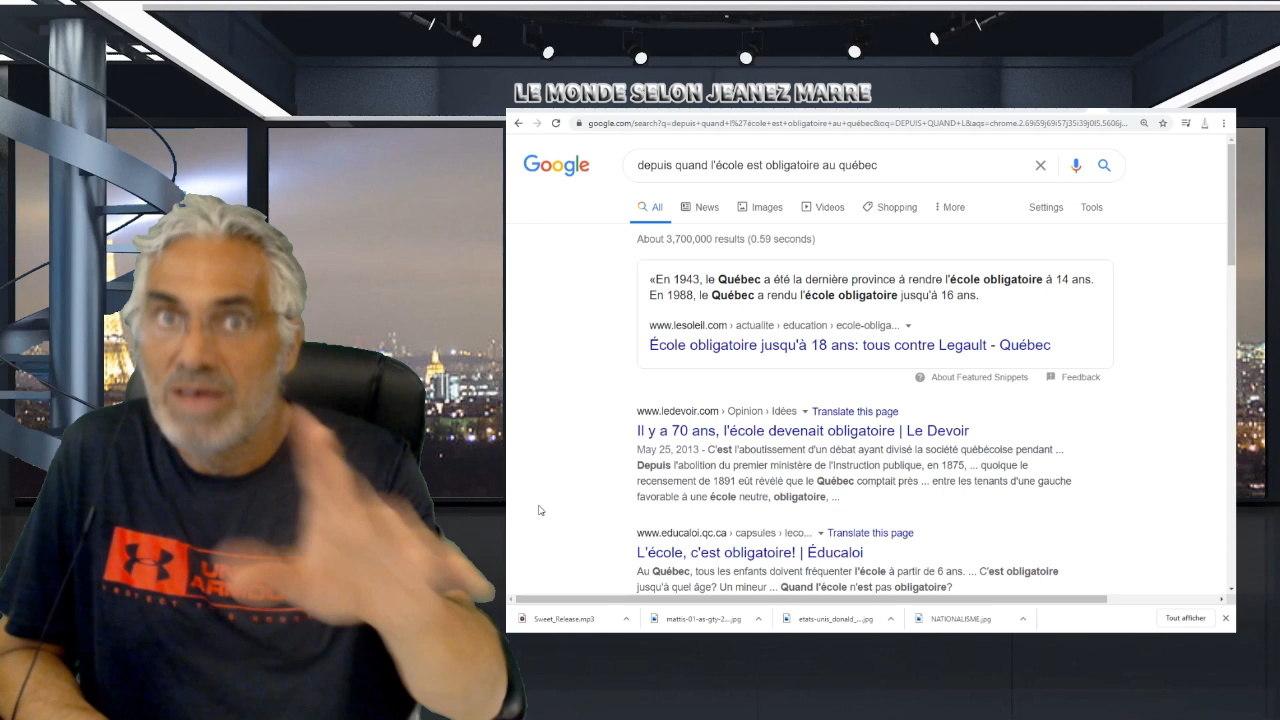 LE MONDE SELON JEANEZ MARRE
google.com/search?q=depuis+quand+l%27école+est+obligatoire+au+québec&oq=DEPUIS+QUAND+L&aqs=chrome.2.69i59j69i57j35i39j0l5.5606j...
Google
depuis quand l'école est obligatoire au québec
All News Images Videos Shopping More Settings Tools
About 3,700,000 results (0.59 seconds)
«En 1943, le Québec a été la dernière province à rendre l'école obligatoire à 14 ans.
En 1988, le Québec a rendu l'école obligatoire jusqu'à 16 ans.
www.lesoleil.com › actualite › education › ecole-obliga...
École obligatoire jusqu'à 18 ans: tous contre Legault - Québec
About Featured Snippets Feedback
www.ledevoir.com › Opinion › Idées Translate this page
Il y a 70 ans, l'école devenait obligatoire | Le Devoir
May 25, 2013 - C'est l'aboutissement d'un débat ayant divisé la société québécoise pendant ...
Depuis l'abolition du premier ministère de l'Instruction publique, en 1875, ... quoique le
recensement de 1891 eût révélé que le Québec comptait près ... entre les tenants d'une gauche
favorable à une école neutre, obligatoire, ...
www.educaloi.qc.ca › capsules › leco... Translate this page
L'école, c'est obligatoire! | Éducaloi
Au Québec, tous les enfants doivent fréquenter l'école à partir de 6 ans. ... C'est obligatoire
jusqu'à quel âge? Un mineur ... Quand l'école n'est pas obligatoire?
Sweet_Release.mp3 mattis-01-as-gty-2....jpg etats-unis_donald_...jpg NATIONALISME.jpg Tout afficher